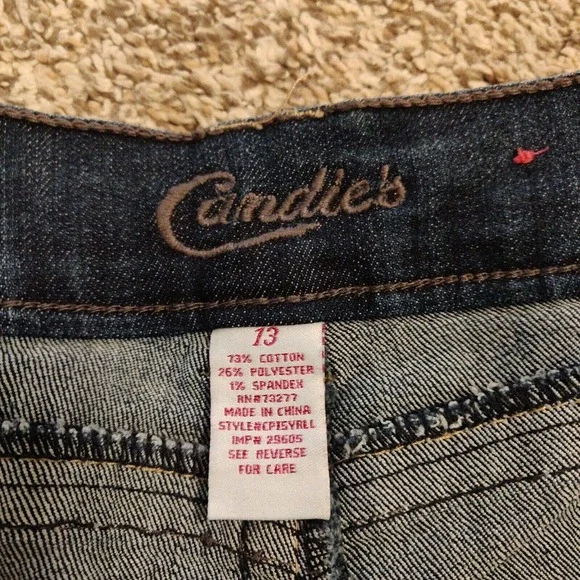 Candie's
13
73% COTTON
26% POLYESTER
1% SPANDEX
RN#73277
MADE IN CHINA
STYLE#CPISYRLL
IMP# 29605
SEE REVERSE
FOR CARE